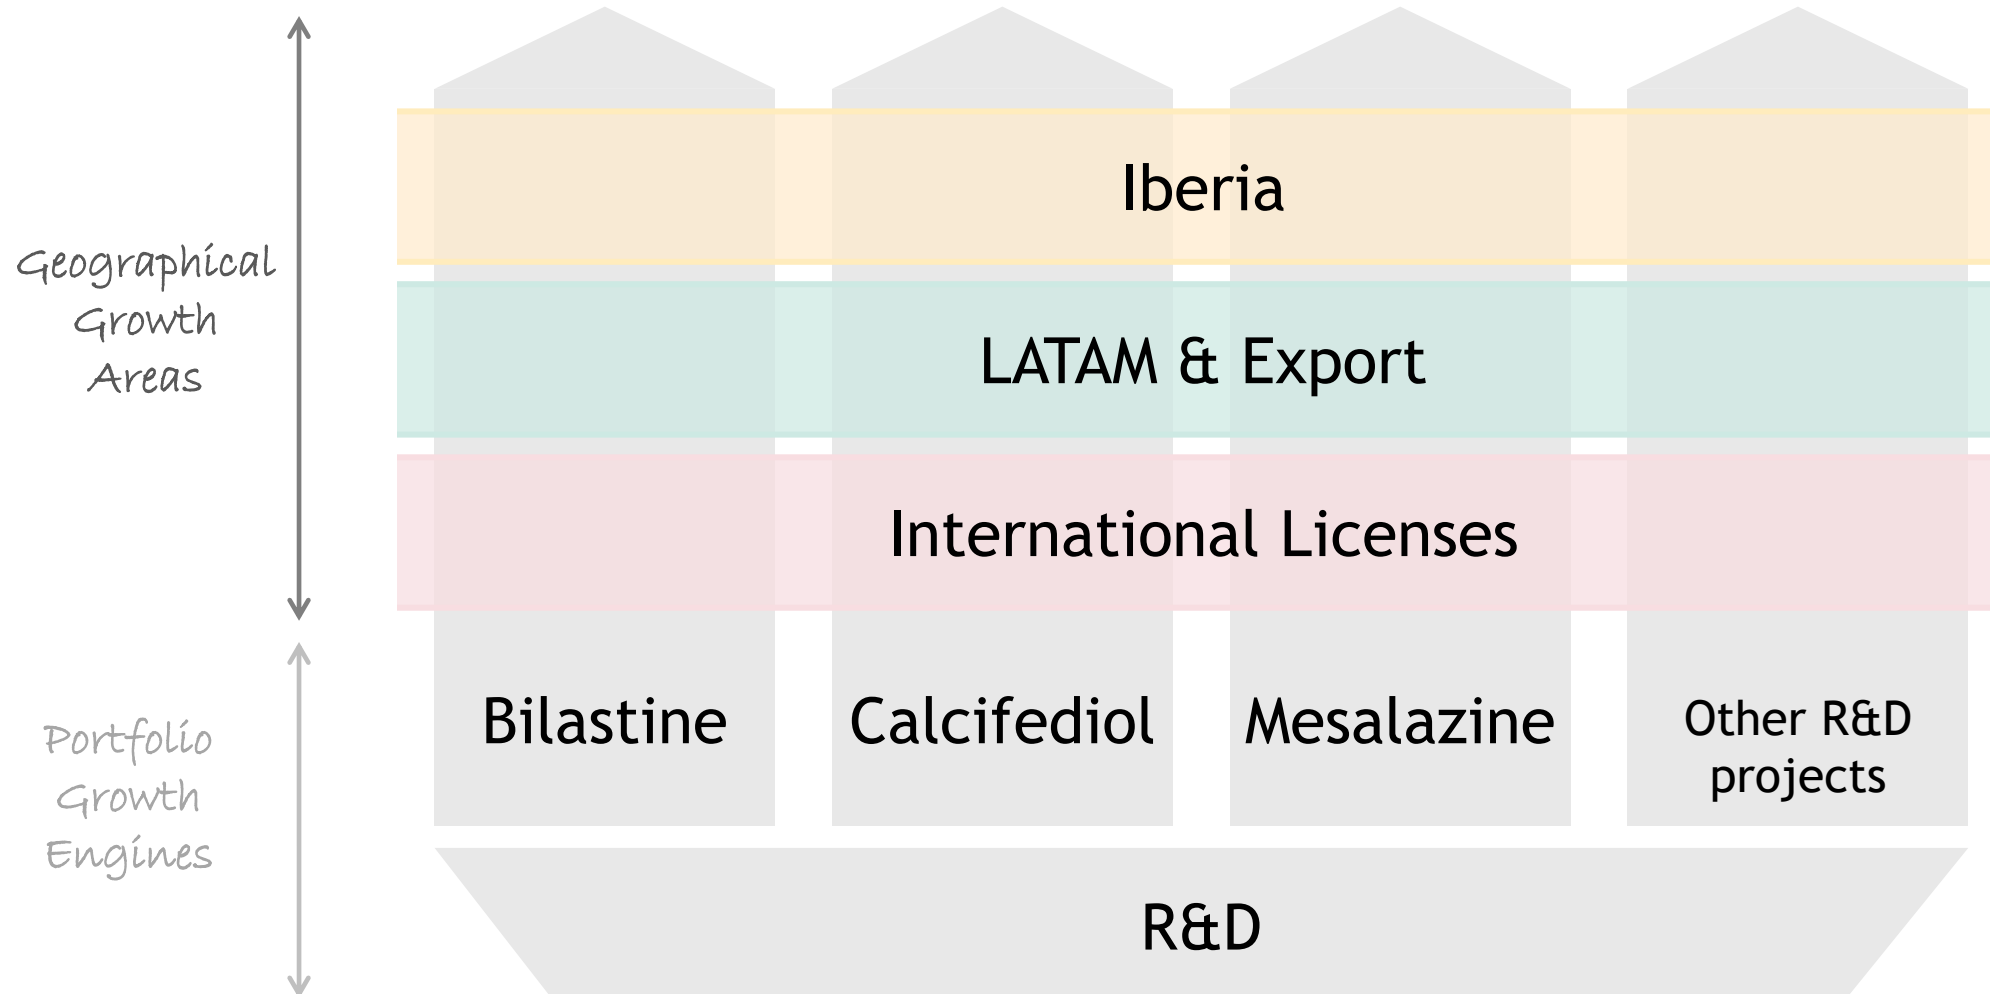 Iberia
Geographical
Growth
Areas
LATAM & Export
International Licenses
Portfolio
Growth
Engines
Bilastine
Calcifediol
Mesalazine
Other R&D
projects
R&D